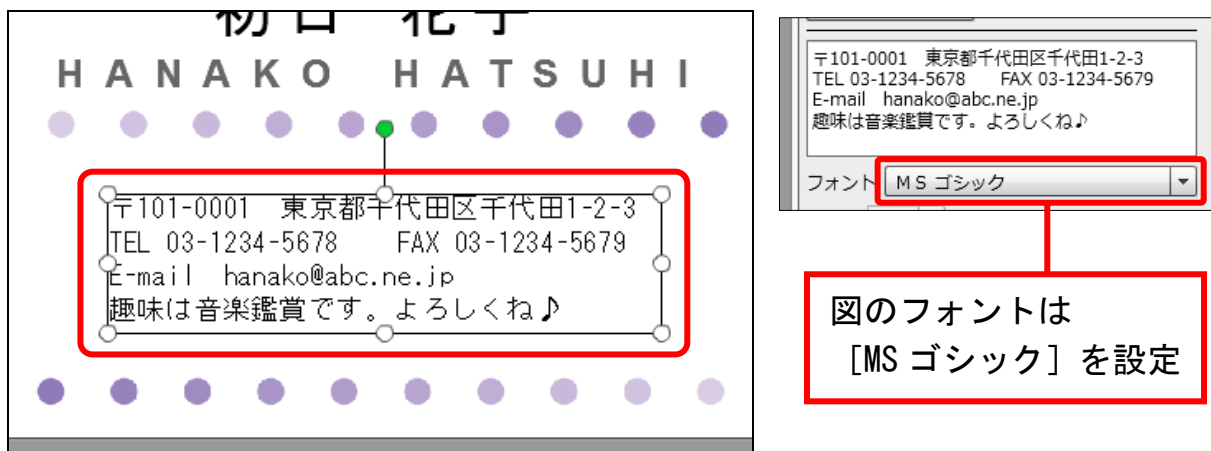 初日 花子
HANAKO HATSUHI
〒101-0001　東京都千代田区千代田1-2-3
TEL 03-1234-5678　　FAX 03-1234-5679
E-mail　hanako@abc.ne.jp
趣味は音楽鑑賞です。よろしくね♪
〒101-0001　東京都千代田区千代田1-2-3
TEL 03-1234-5678　　FAX 03-1234-5679
E-mail　hanako@abc.ne.jp
趣味は音楽鑑賞です。よろしくね♪
フォント ＭＳ ゴシック
図のフォントは
［MS ゴシック］を設定